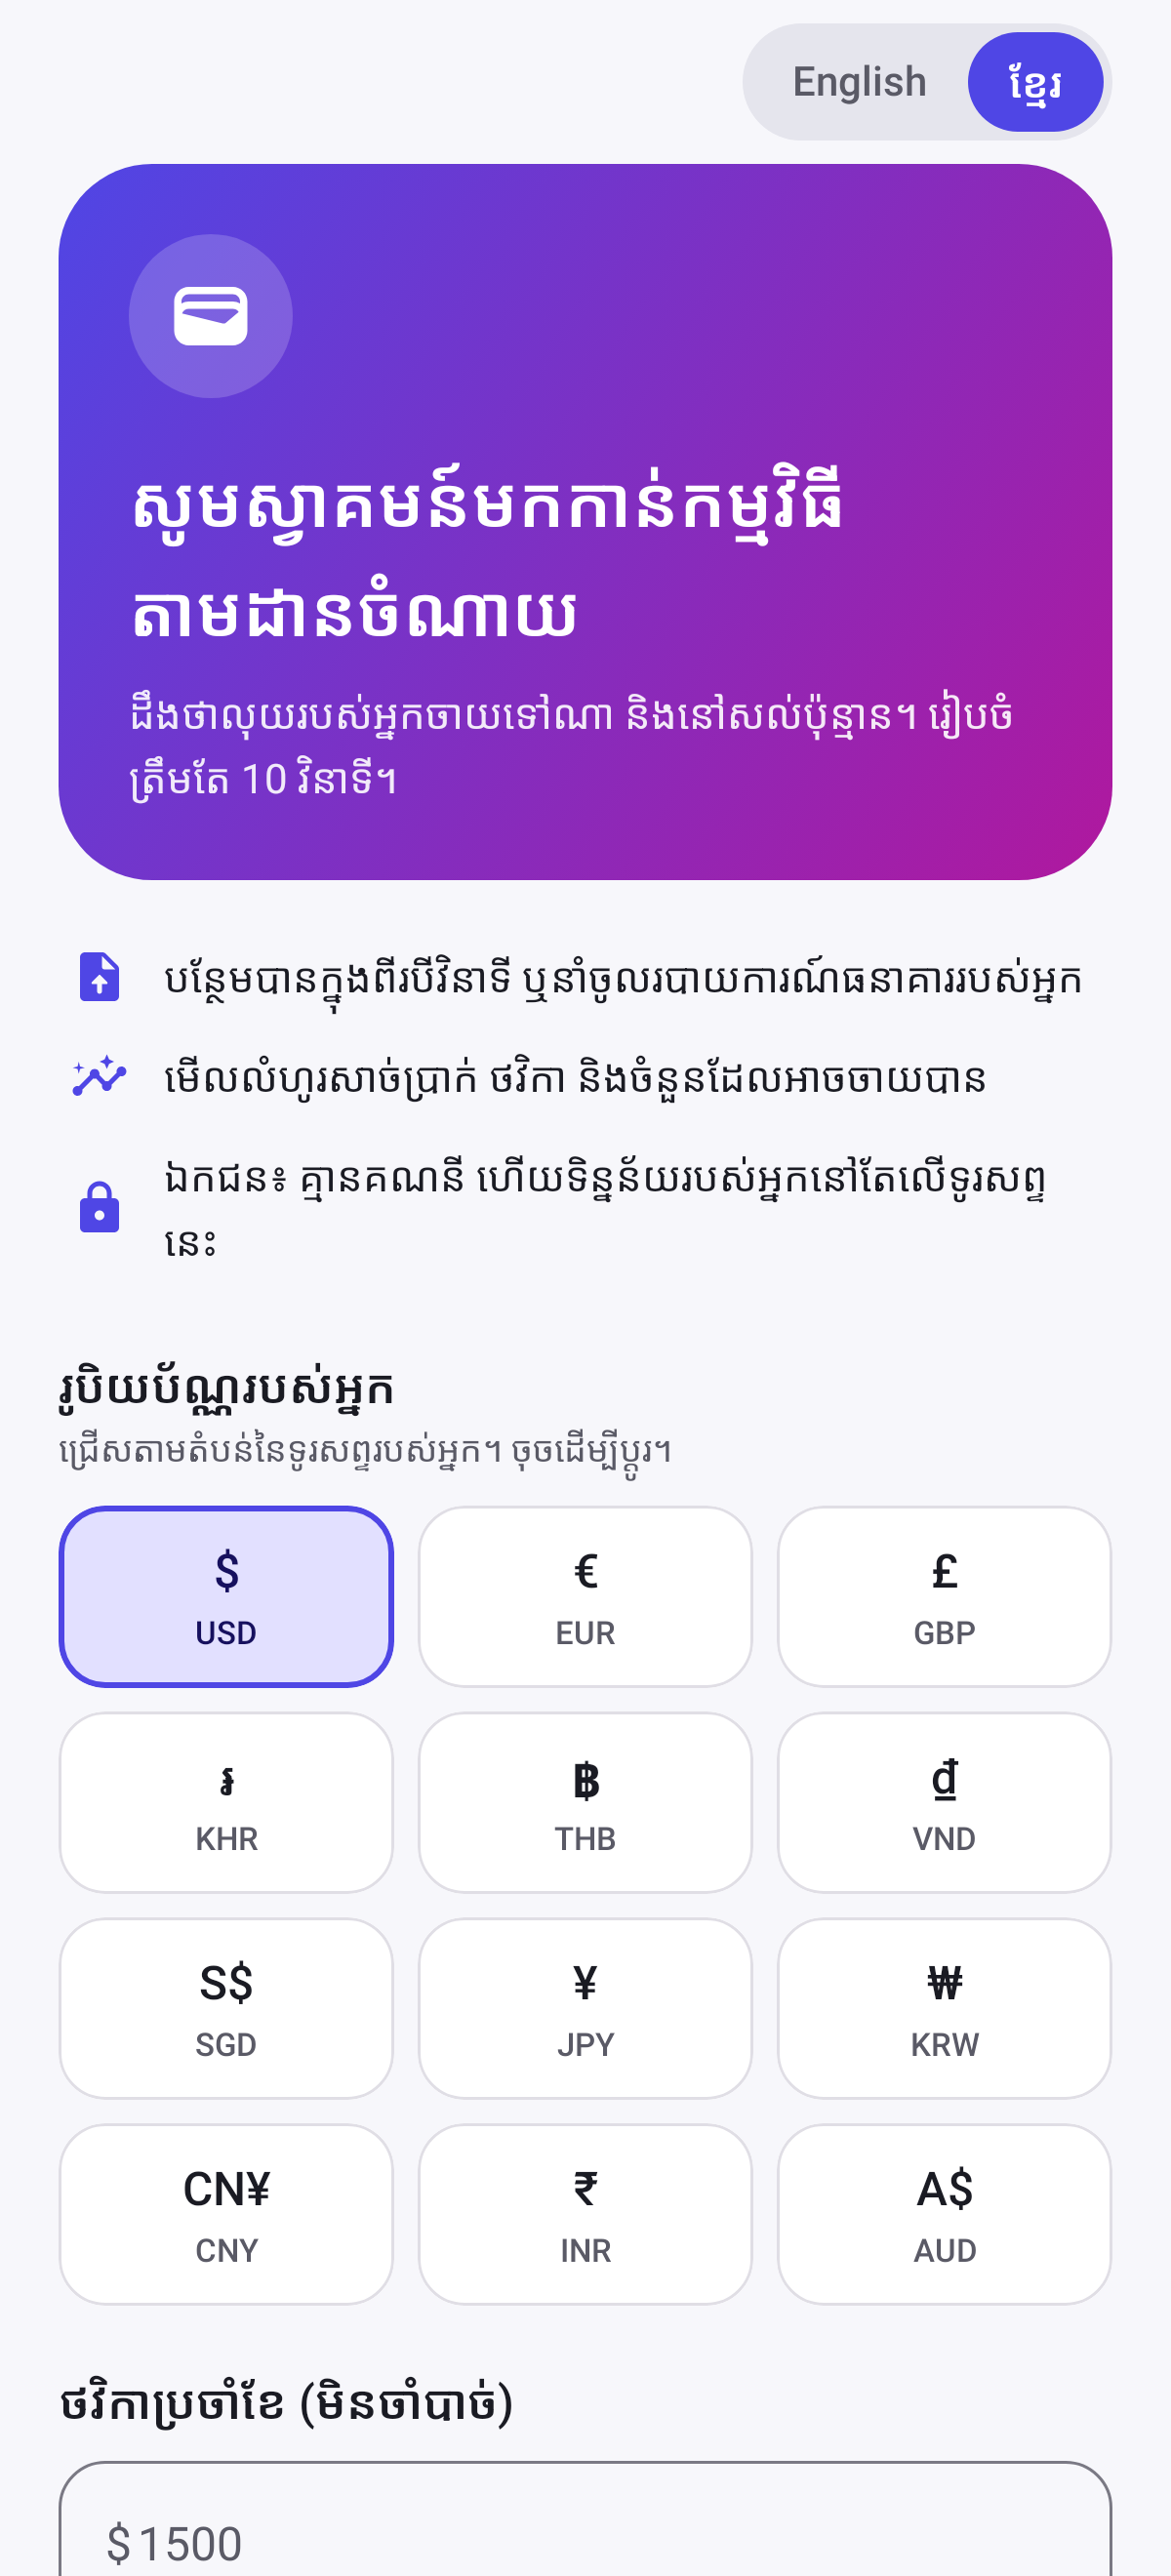 English
ខ្មែរ
សូមស្វាគមន៍មកកាន់កម្មវិធី
តាមដានចំណាយ
ដឹងថាលុយរបស់អ្នកចាយទៅណា និងនៅសល់ប៉ុន្មាន។ រៀបចំ
ត្រឹមតែ 10 វិនាទី។
បន្ថែមបានក្នុងពីរបីវិនាទី ឬនាំចូលរបាយការណ៍ធនាគាររបស់អ្នក
មើលលំហូរសាច់ប្រាក់ ថវិកា និងចំនួនដែលអាចចាយបាន
ឯកជន៖ គ្មានគណនី ហើយទិន្នន័យរបស់អ្នកនៅតែលើទូរសព្ទ
នេះ
រូបិយប័ណ្ណរបស់អ្នក
ជ្រើសតាមតំបន់នៃទូរសព្ទរបស់អ្នក។ ចុចដើម្បីប្តូរ។
$ € £
USD EUR GBP
៛ ฿ ₫
KHR THB VND
S$ ¥ ₩
SGD JPY KRW
CN¥ ₹ A$
CNY INR AUD
ថវិកាប្រចាំខែ (មិនចាំបាច់)
$ 1500